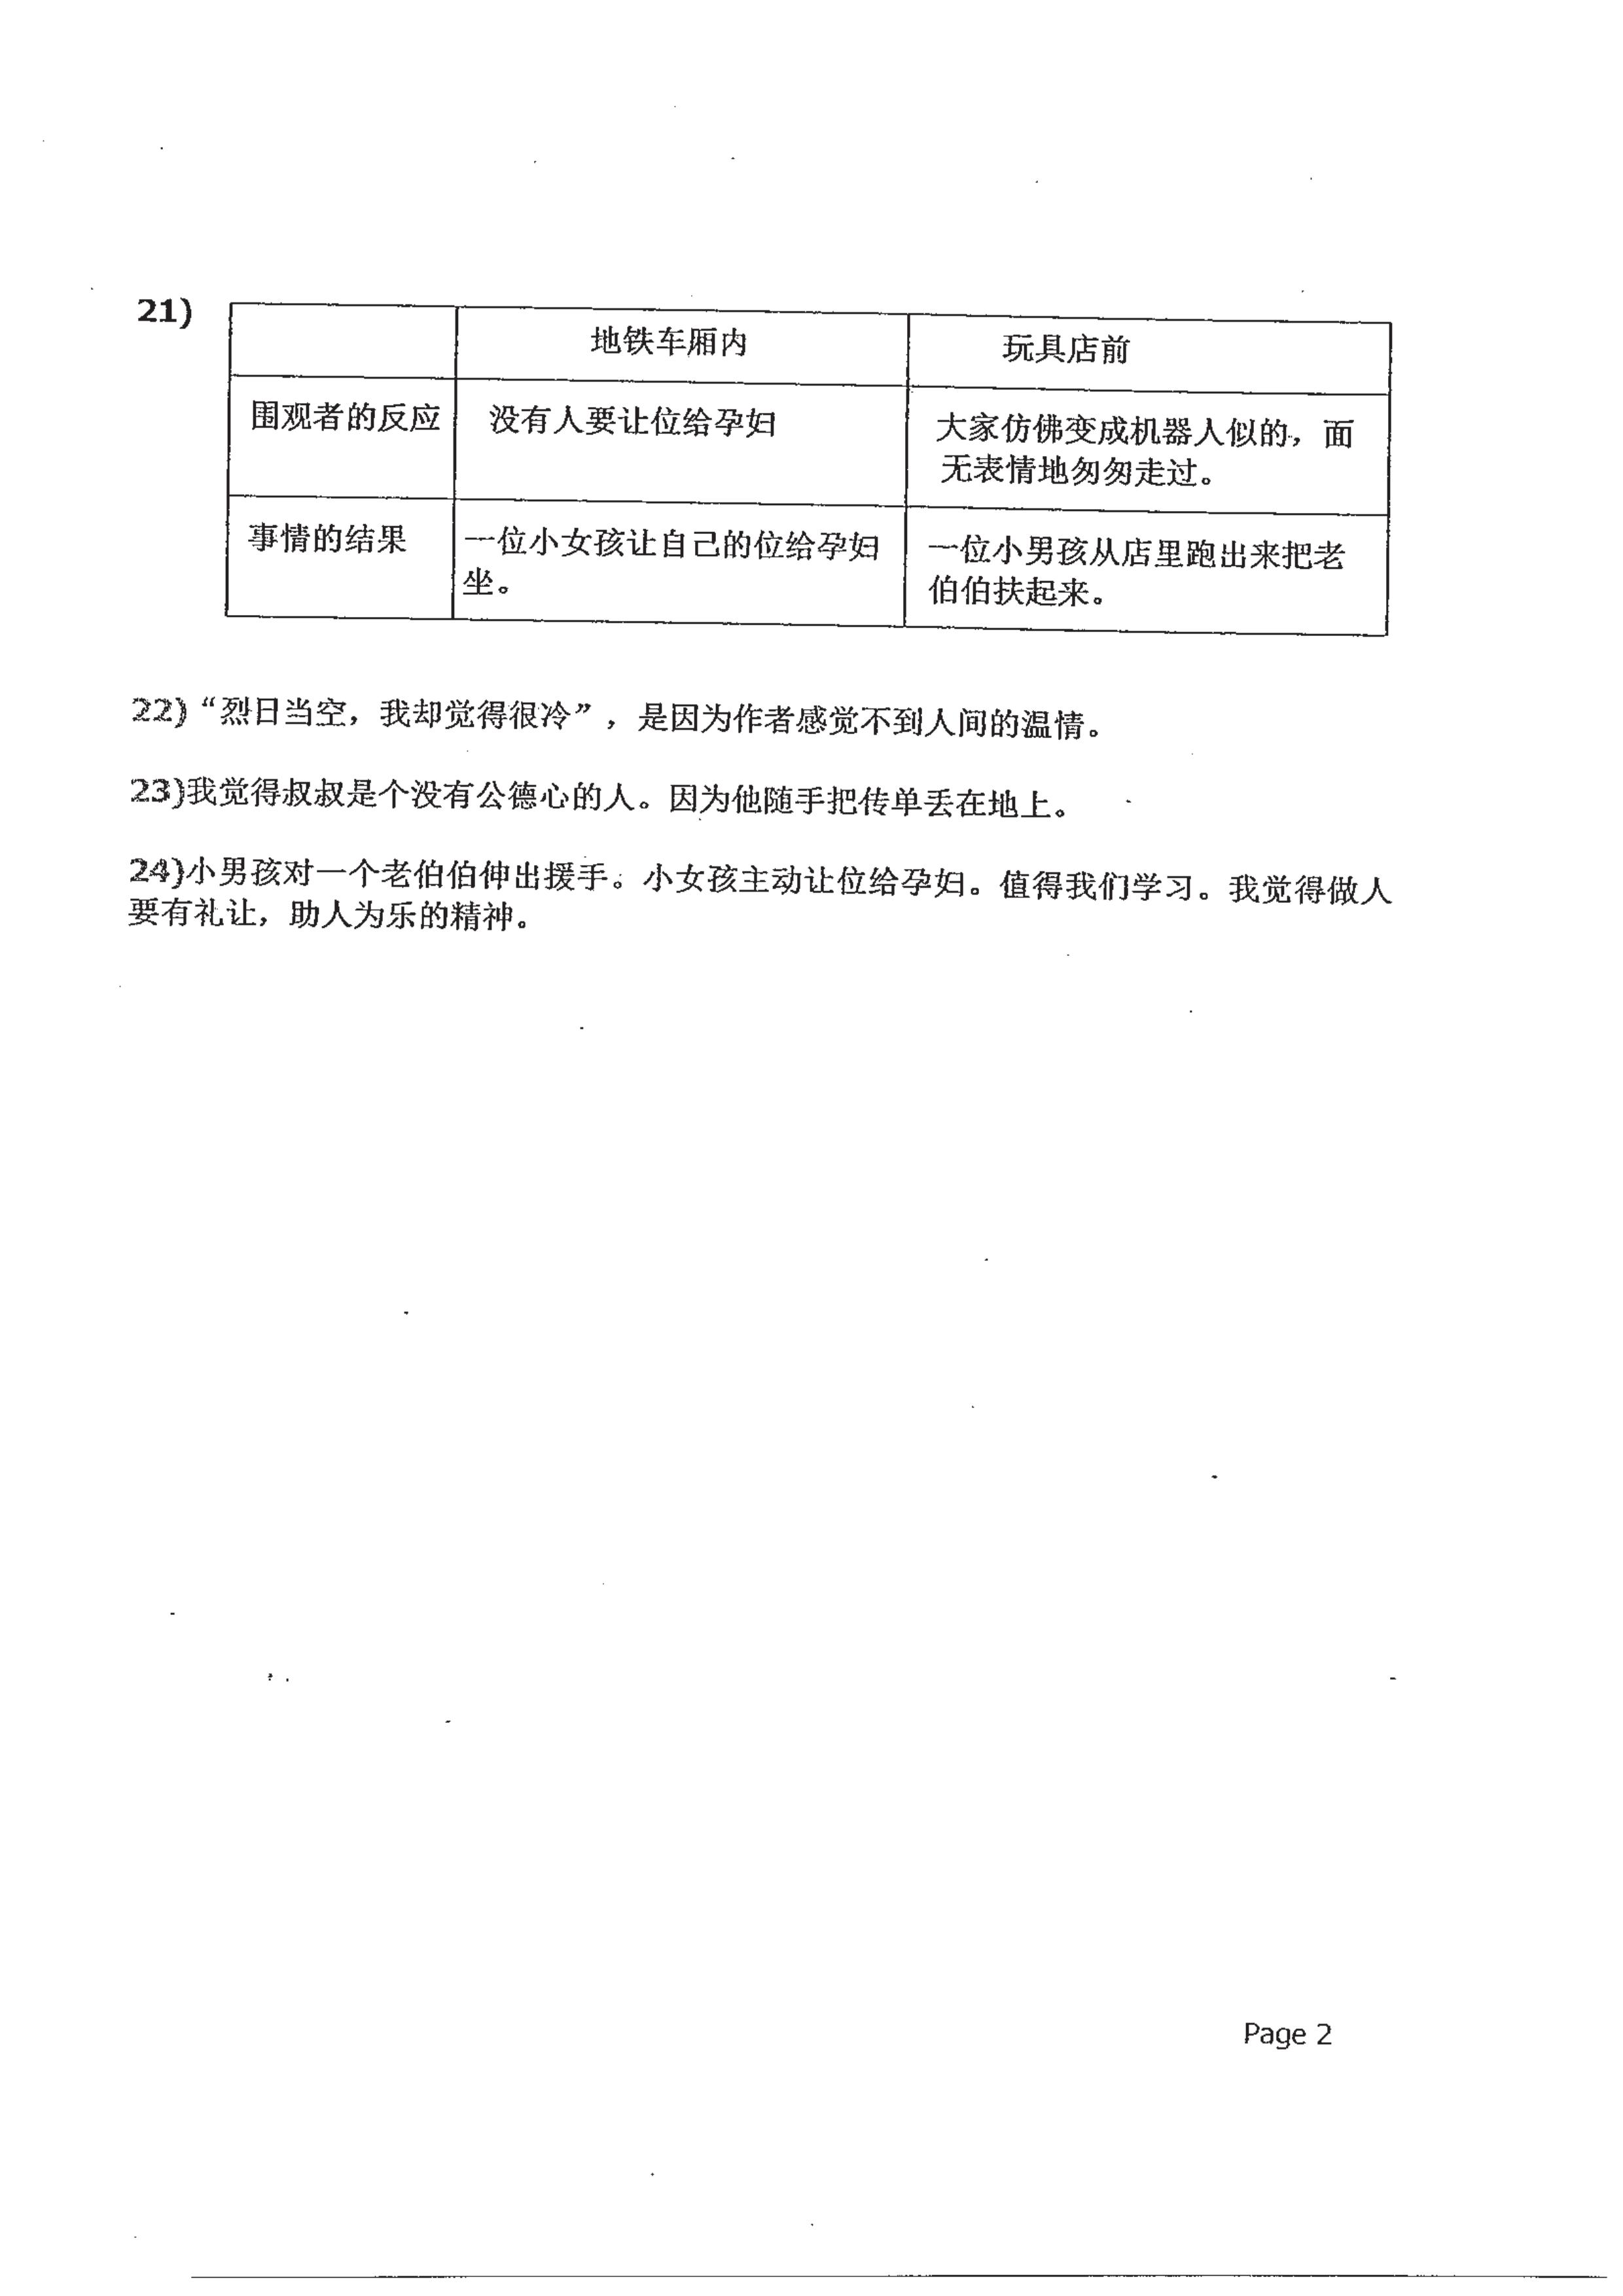 21)
地铁车厢内 玩具店前
围观者的反应 没有人要让位给孕妇 大家仿佛变成机器人似的，面
无表情地匆匆走过。
事情的结果 一位小女孩让自己的位给孕妇 一位小男孩从店里跑出来把老
坐。 伯伯扶起来。
22)“烈日当空，我却觉得很冷”，是因为作者感觉不到人间的温情。
23)我觉得叔叔是个没有公德心的人。因为他随手把传单丢在地上。
24)小男孩对一个老伯伯伸出援手。小女孩主动让位给孕妇。值得我们学习。我觉得做人
要有礼让，助人为乐的精神。
Page 2